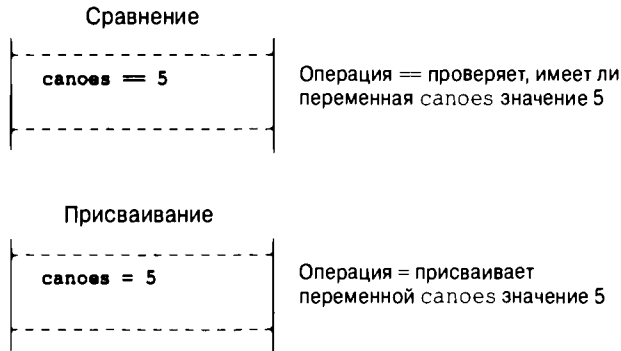 Сравнение
canoes == 5
Операция == проверяет, имеет ли
переменная canoes значение 5
Присваивание
canoes = 5
Операция = присваивает
переменной canoes значение 5